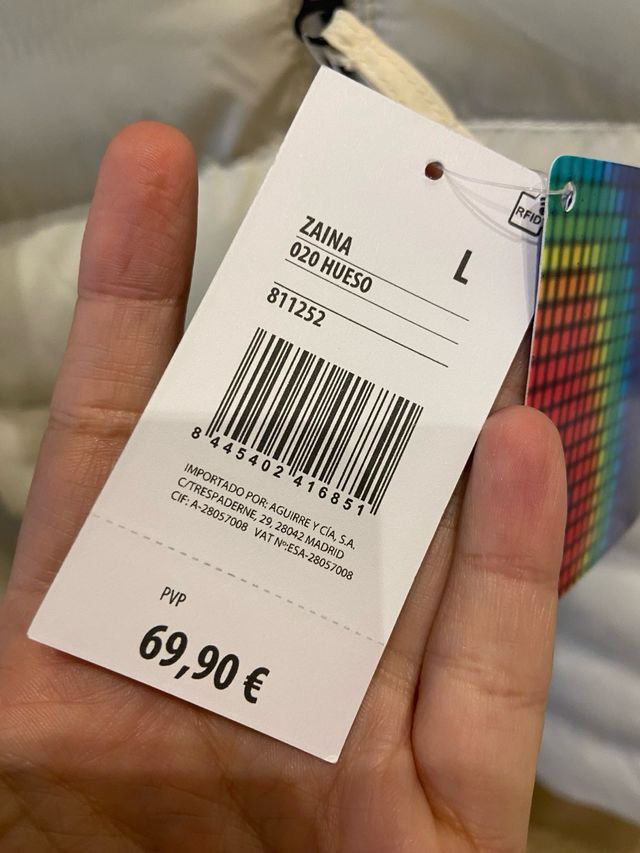 RFID
ZAINA
L
020 HUESO
811252
8 445402 416851
IMPORTADO POR: AGUIRRE Y CÍA, S.A.
C/TRESPADERNE, 29, 28042 MADRID
CIF: A-28057008 VAT Nº:ESA-28057008
PVP
69,90 €